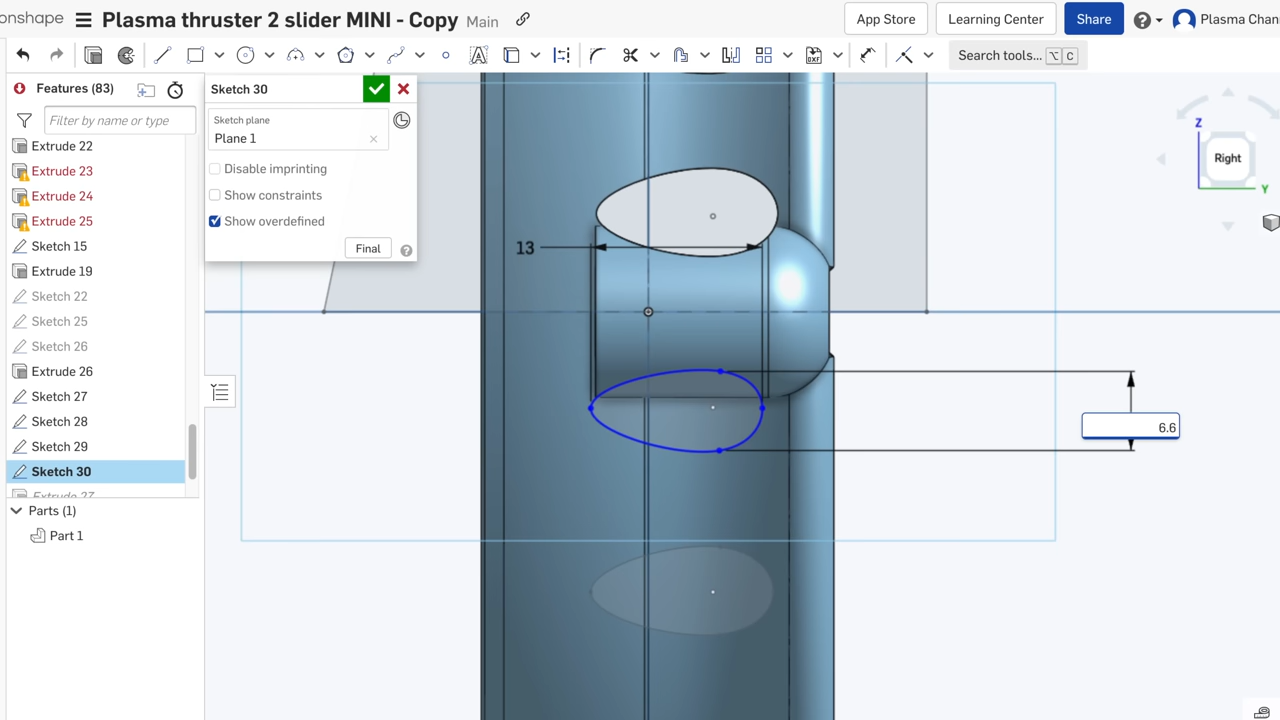 onshape Plasma thruster 2 slider MINI - Copy Main App Store Learning Center Share Plasma Chan
Search tools... ⌥ C
Features (83)
Filter by name or type
Extrude 22
Extrude 23
Extrude 24
Extrude 25
Sketch 15
Extrude 19
Sketch 22
Sketch 25
Sketch 26
Extrude 26
Sketch 27
Sketch 28
Sketch 29
Sketch 30
Extrude 27
Parts (1)
Part 1
Sketch 30
Sketch plane
Plane 1
Disable imprinting
Show constraints
Show overdefined
Final
13
6.6
Z
Right
Y